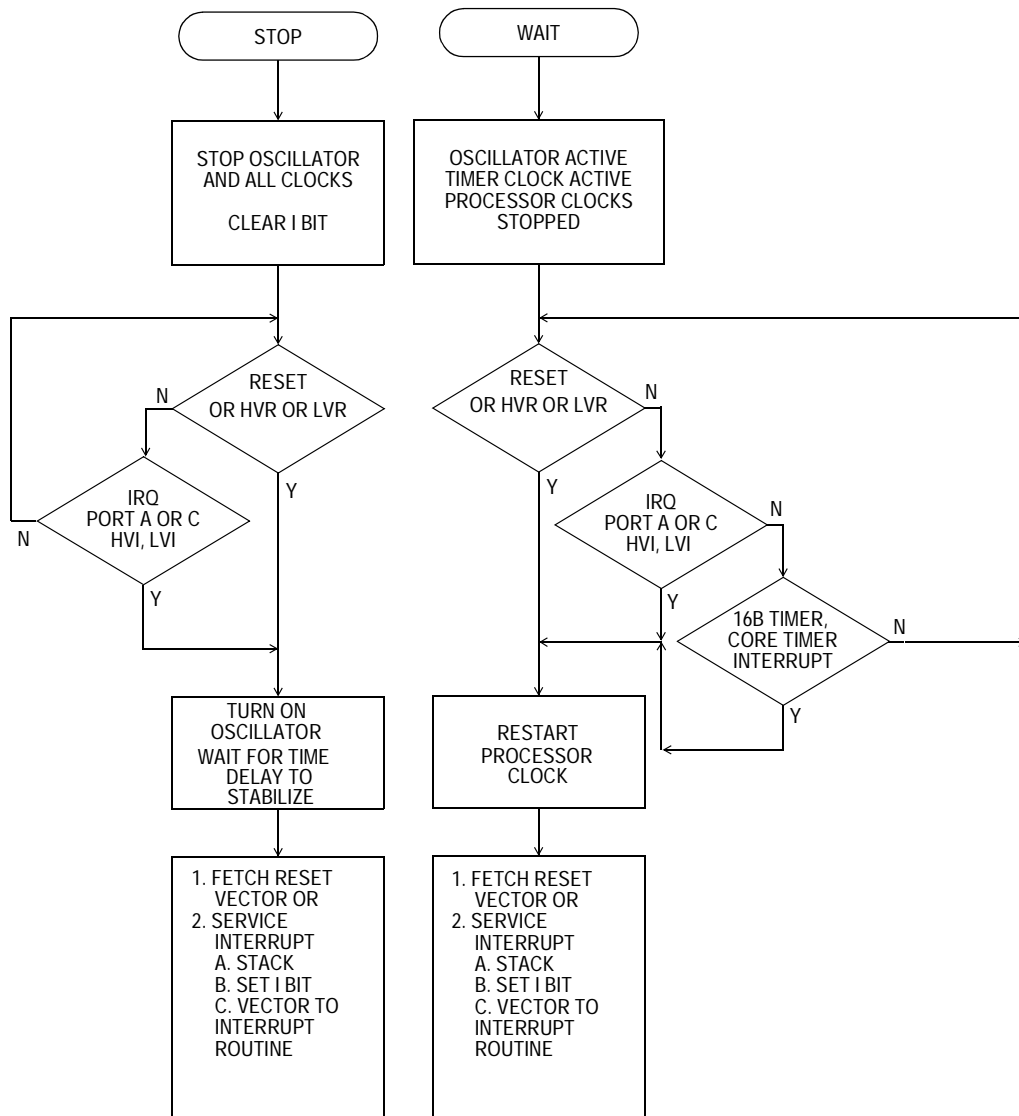 STOP
STOP OSCILLATOR
AND ALL CLOCKS
CLEAR I BIT
RESET
OR HVR OR LVR
N
Y
IRQ
PORT A OR C
HVI, LVI
N
Y
TURN ON
OSCILLATOR
WAIT FOR TIME
DELAY TO
STABILIZE
1. FETCH RESET
VECTOR OR
2. SERVICE
INTERRUPT
A. STACK
B. SET I BIT
C. VECTOR TO
INTERRUPT
ROUTINE
WAIT
OSCILLATOR ACTIVE
TIMER CLOCK ACTIVE
PROCESSOR CLOCKS
STOPPED
RESET
OR HVR OR LVR
N
Y
IRQ
PORT A OR C
HVI, LVI
N
Y
16B TIMER,
CORE TIMER
INTERRUPT
N
Y
RESTART
PROCESSOR
CLOCK
1. FETCH RESET
VECTOR OR
2. SERVICE
INTERRUPT
A. STACK
B. SET I BIT
C. VECTOR TO
INTERRUPT
ROUTINE